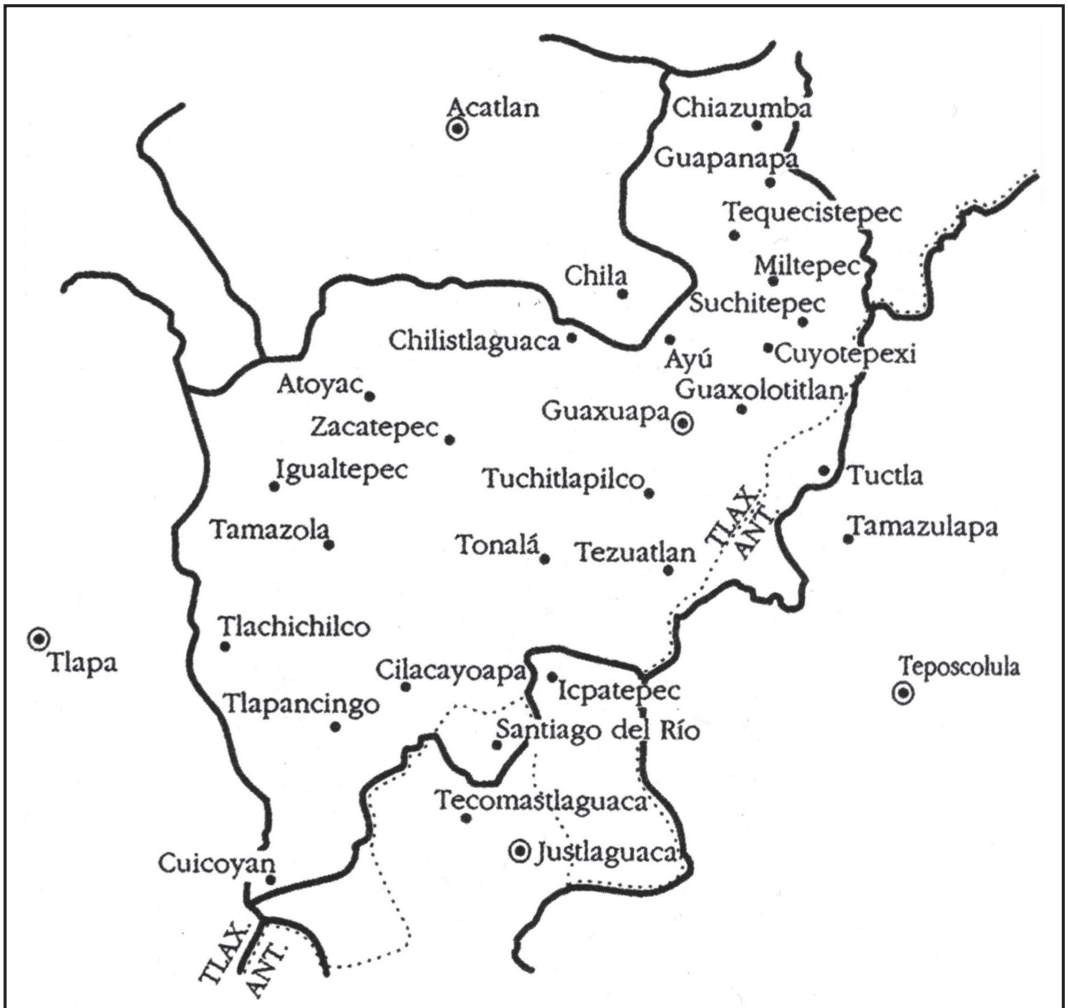 Acatlan
Chiazumba
Guapanapa
Tequecistepec
Miltepec
Chila
Suchitepec
Chilistlaguaca
Ayú
Cuyotepexi
Atoyac
Guaxolotitlan
Guaxuapa
Zacatepec
Igualtepec
Tuchitlapilco
Tuctla
TLAX.
ANT.
Tamazola
Tonalá
Tezuatlan
Tamazulapa
Tlachichilco
Tlapa
Cilacayoapa
Icpatepec
Teposcolula
Tlapancingo
Santiago del Río
Tecomastlaguaca
Justlaguaca
Cuicoyan
TLAX.
ANT.